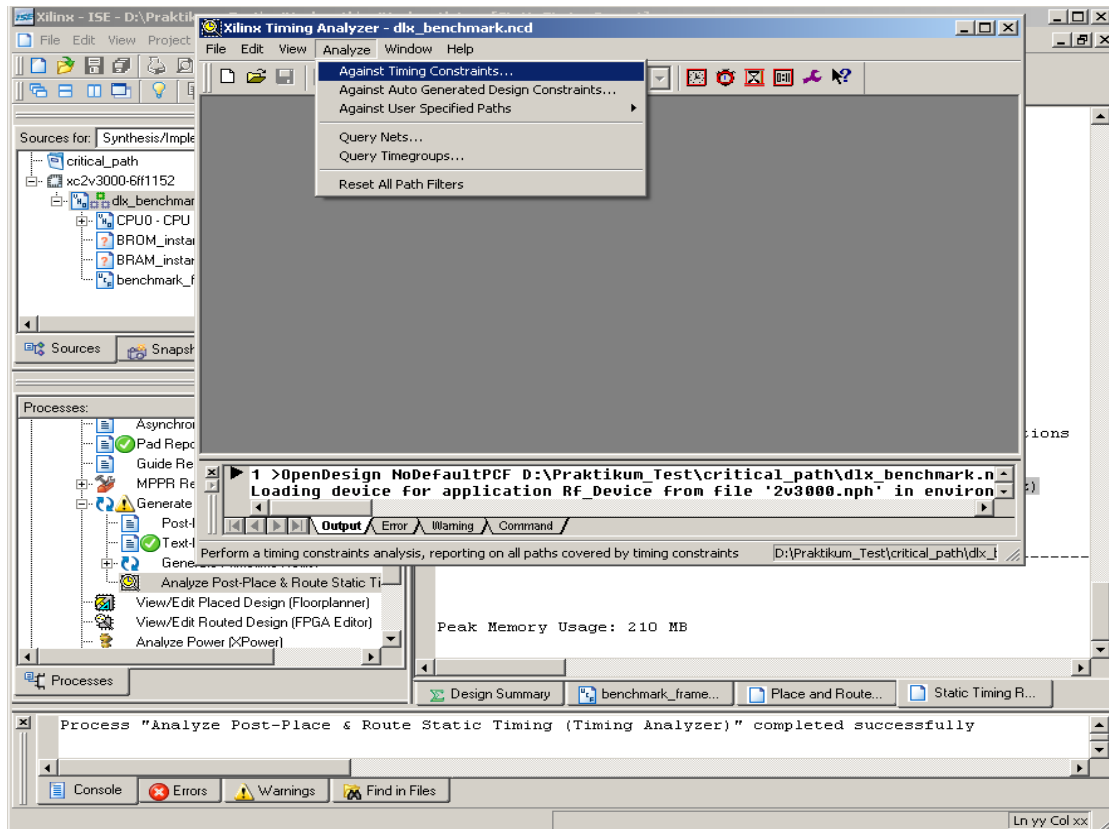 Xilinx - ISE - D:\Praktik
File Edit View Project
Xilinx Timing Analyzer - dlx_benchmark.ncd
File Edit View Analyze Window Help
Against Timing Constraints...
Against Auto Generated Design Constraints...
Against User Specified Paths
Query Nets...
Query Timegroups...
Reset All Path Filters
Sources for: Synthesis/Imple
critical_path
xc2v3000-6ff1152
dlx_benchmar
CPU0 - CPU
BROM_instan
BRAM_instan
benchmark_f
Sources Snapsh
Processes:
Asynchron
Pad Repo
Guide Re
MPPR Re
Generate
Post-
Text-
Analyze Post-Place & Route Static Ti
View/Edit Placed Design (Floorplanner)
View/Edit Routed Design (FPGA Editor)
Analyze Power (XPower)
Processes
1 >OpenDesign NoDefaultPCF D:\Praktikum_Test\critical_path\dlx_benchmark.n
Loading device for application Rf_Device from file '2v3000.nph' in environ
Output Error Warning Command
Perform a timing constraints analysis, reporting on all paths covered by timing constraints D:\Praktikum_Test\critical_path\dlx_b
ions
Peak Memory Usage: 210 MB
Design Summary benchmark_frame... Place and Route... Static Timing R...
Process "Analyze Post-Place & Route Static Timing (Timing Analyzer)" completed successfully
Console Errors Warnings Find in Files
Ln yy Col xx